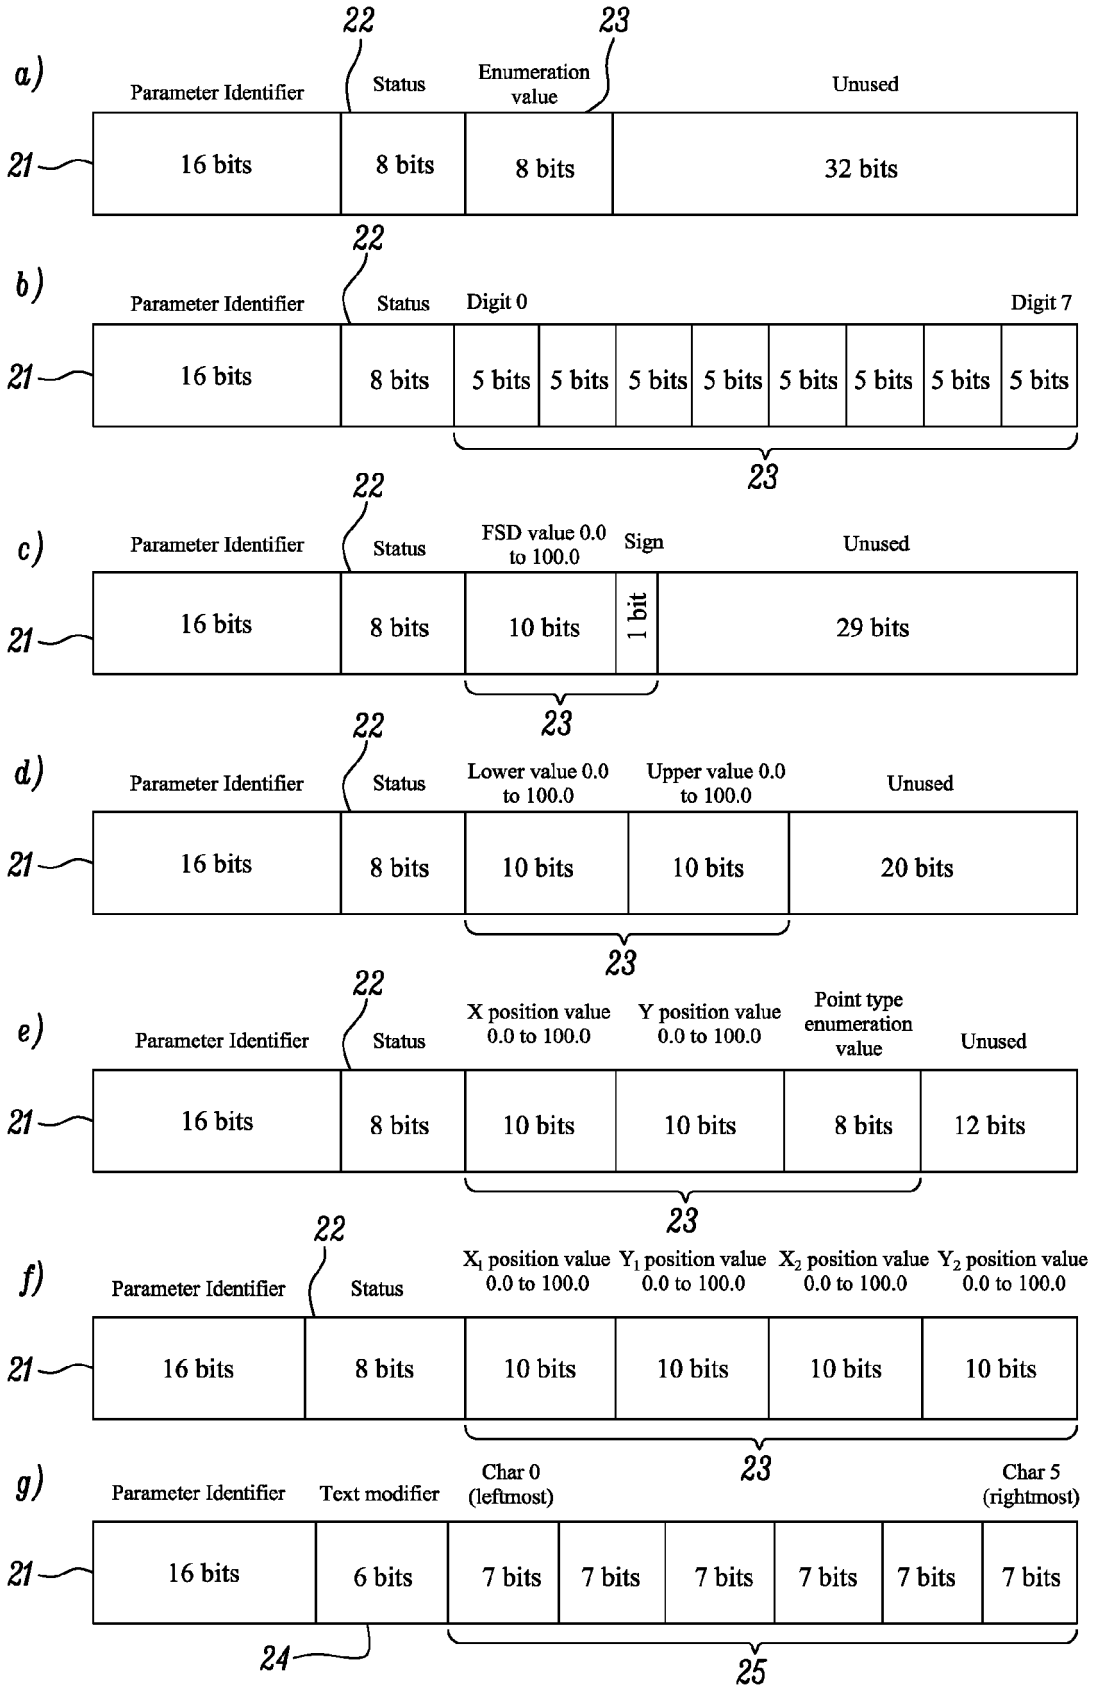 22
23
a)
Parameter Identifier
Status
Enumeration
value
Unused
21
16 bits
8 bits
8 bits
32 bits
22
b)
Parameter Identifier
Status
Digit 0
Digit 7
21
16 bits
8 bits
5 bits
5 bits
5 bits
5 bits
5 bits
5 bits
5 bits
5 bits
23
22
c)
Parameter Identifier
Status
FSD value 0.0
to 100.0
Sign
Unused
21
16 bits
8 bits
10 bits
1 bit
29 bits
23
22
d)
Parameter Identifier
Status
Lower value 0.0
to 100.0
Upper value 0.0
to 100.0
Unused
21
16 bits
8 bits
10 bits
10 bits
20 bits
23
22
e)
Parameter Identifier
Status
X position value
0.0 to 100.0
Y position value
0.0 to 100.0
Point type
enumeration
value
Unused
21
16 bits
8 bits
10 bits
10 bits
8 bits
12 bits
23
22
f)
Parameter Identifier
Status
X₁ position value
0.0 to 100.0
Y₁ position value
0.0 to 100.0
X₂ position value
0.0 to 100.0
Y₂ position value
0.0 to 100.0
21
16 bits
8 bits
10 bits
10 bits
10 bits
10 bits
23
g)
Parameter Identifier
Text modifier
Char 0
(leftmost)
Char 5
(rightmost)
21
16 bits
6 bits
7 bits
7 bits
7 bits
7 bits
7 bits
7 bits
24
25